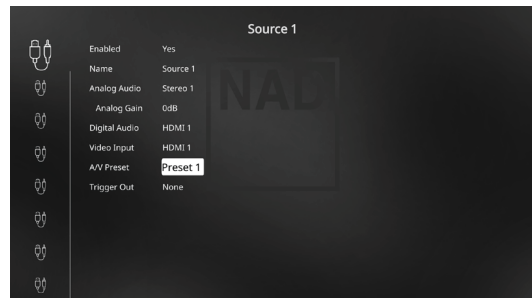 Source 1
Enabled Yes
Name Source 1
Analog Audio Stereo 1
Analog Gain 0dB
Digital Audio HDMI 1
Video Input HDMI 1
A/V Preset Preset 1
Trigger Out None
NAD